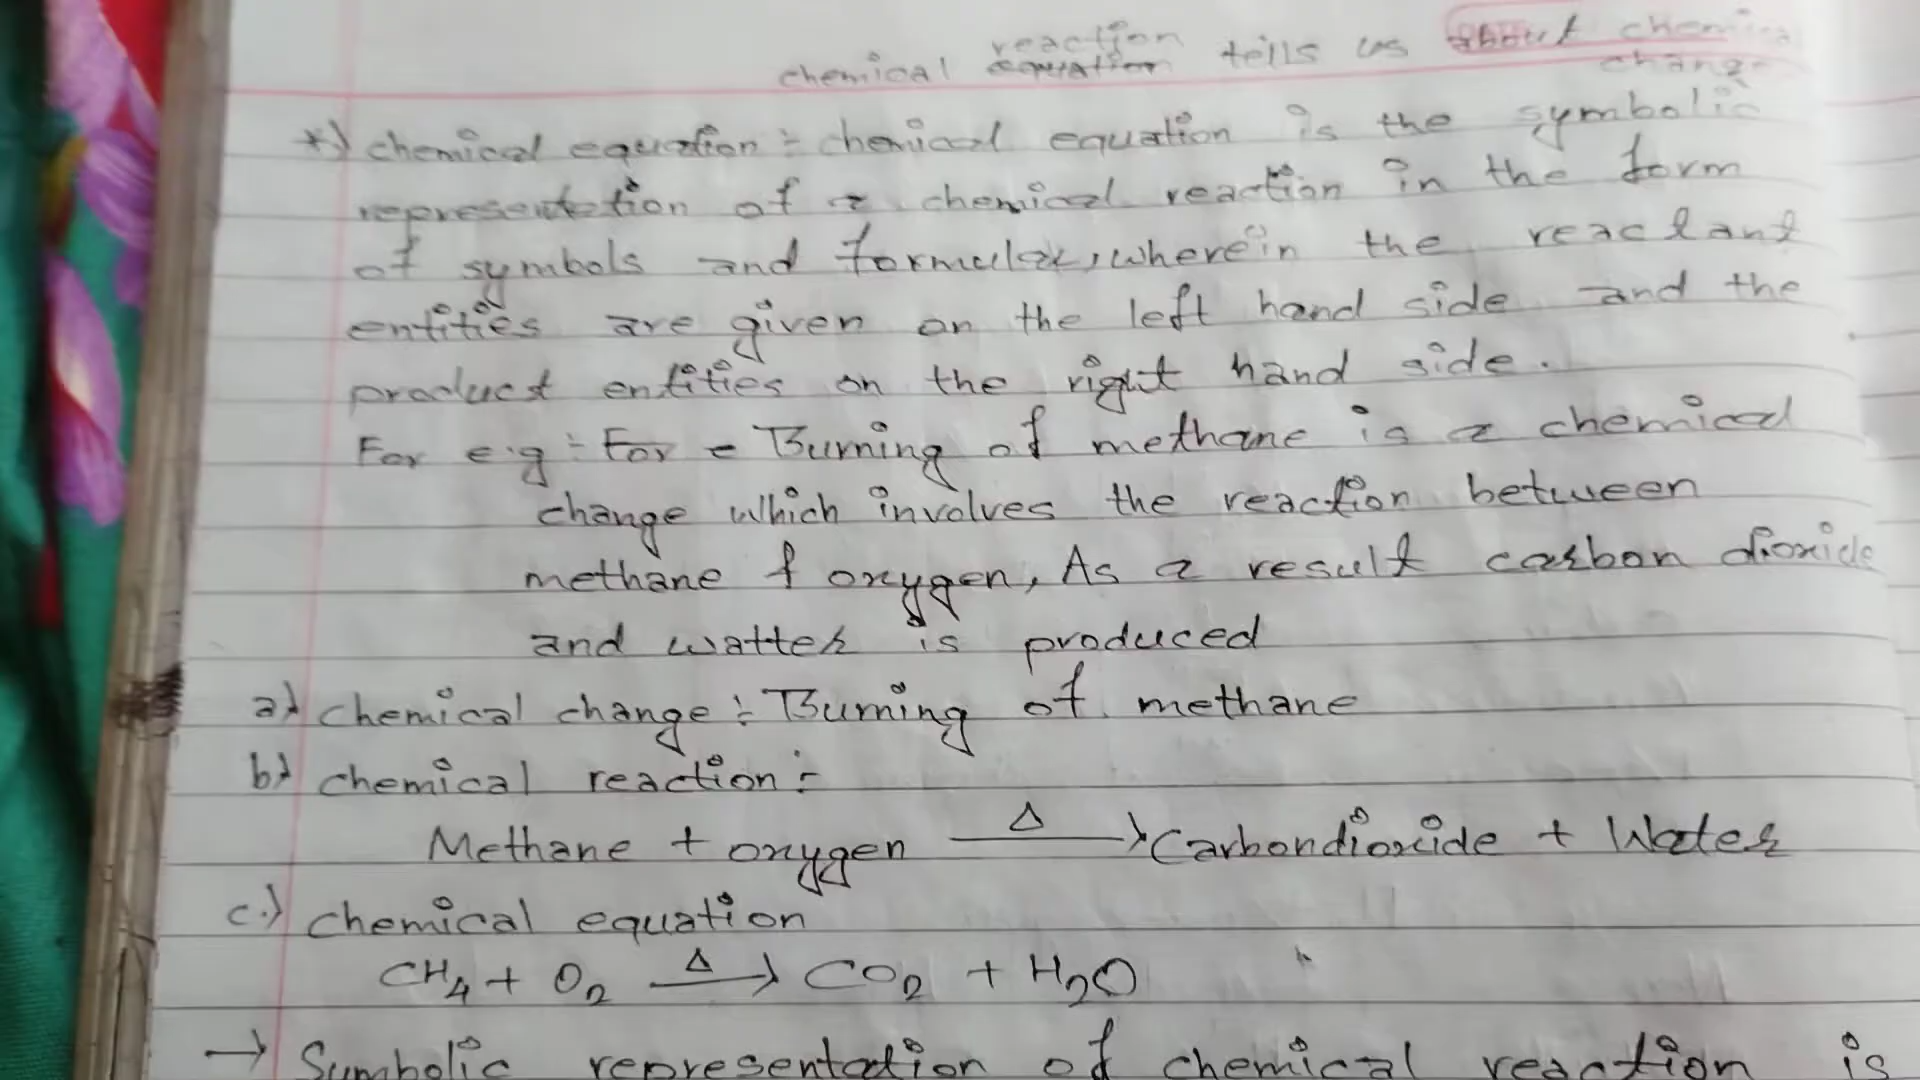 chemical reaction tells us about chemical
equation change
*) chemical equation :- chemical equation is the symbolic
representation of a chemical reaction in the form
of symbols and formulae, wherein the reactant
entities are given on the left hand side and the
product entities on the right hand side.
For e.g :- For e Burning of methane is a chemical
change which involves the reaction between
methane & oxygen, As a result carbon dioxide
and watter is produced
a) chemical change :- Burning of methane
b) chemical reaction :-
Methane + oxygen —Δ→ Carbondioxide + Water
c.) chemical equation
CH₄ + O₂ —Δ→ CO₂ + H₂O
→ Symbolic representation of chemical reaction is